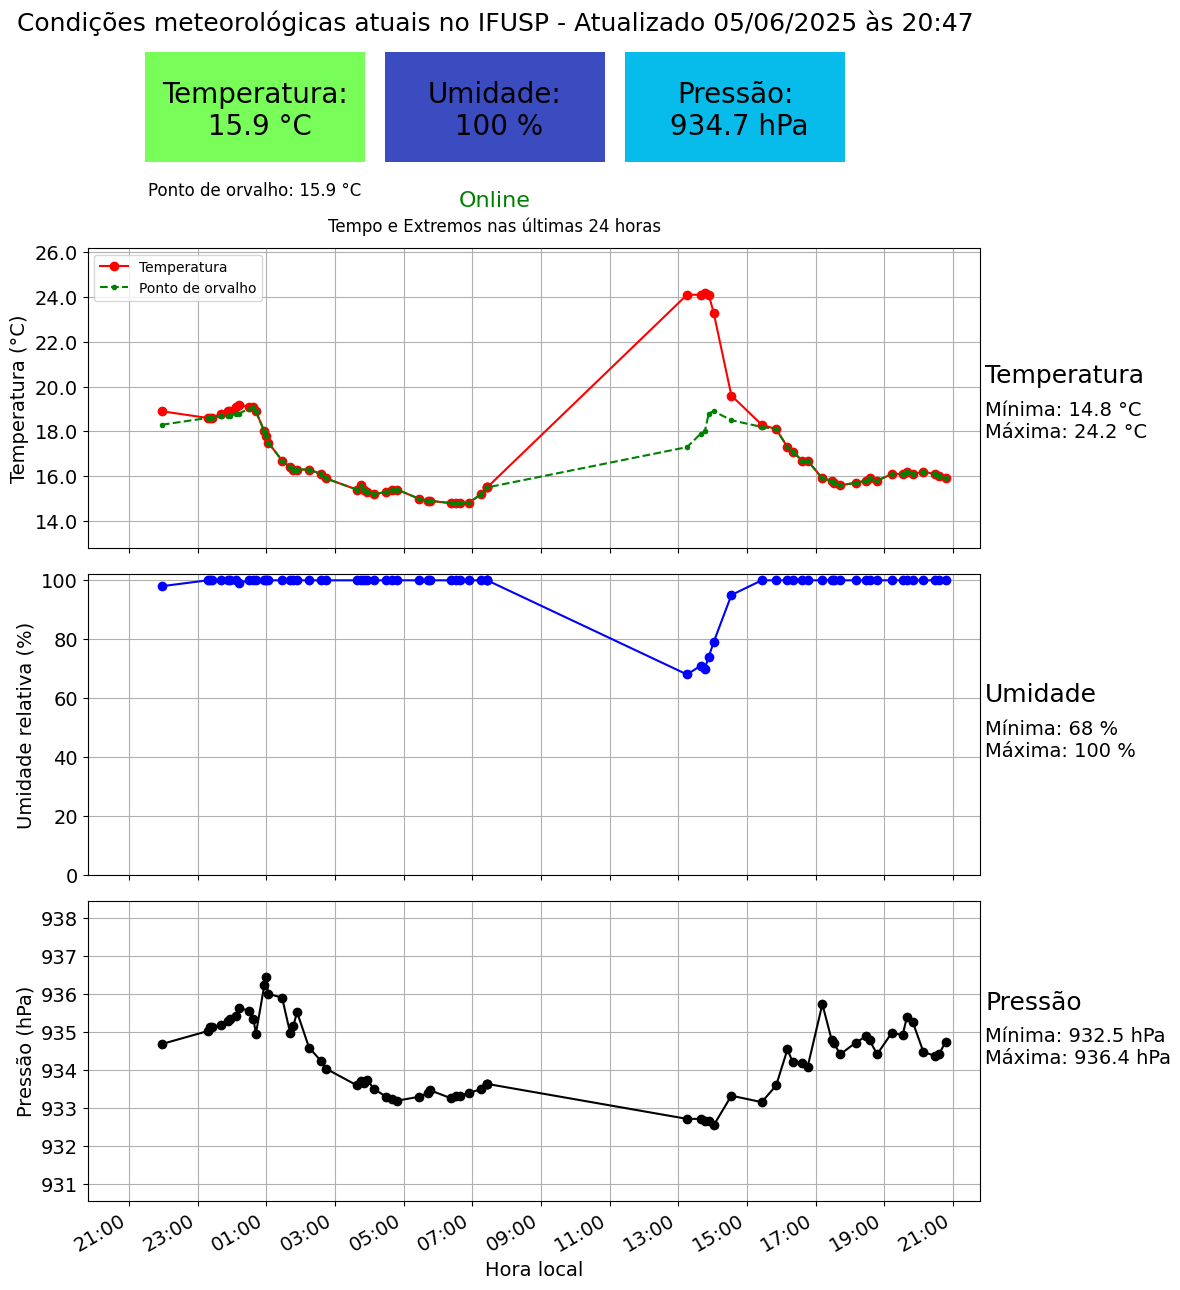 Condições meteorológicas atuais no IFUSP - Atualizado 05/06/2025 às 20:47
Temperatura:
15.9 °C
Umidade:
100 %
Pressão:
934.7 hPa
Ponto de orvalho: 15.9 °C
Online
Tempo e Extremos nas últimas 24 horas
Temperatura (°C)
26.0
24.0
22.0
20.0
18.0
16.0
14.0
Temperatura
Ponto de orvalho
Temperatura
Mínima: 14.8 °C
Máxima: 24.2 °C
Umidade relativa (%)
100
80
60
40
20
0
Umidade
Mínima: 68 %
Máxima: 100 %
Pressão (hPa)
938
937
936
935
934
933
932
931
Pressão
Mínima: 932.5 hPa
Máxima: 936.4 hPa
21:00 23:00 01:00 03:00 05:00 07:00 09:00 11:00 13:00 15:00 17:00 19:00 21:00
Hora local